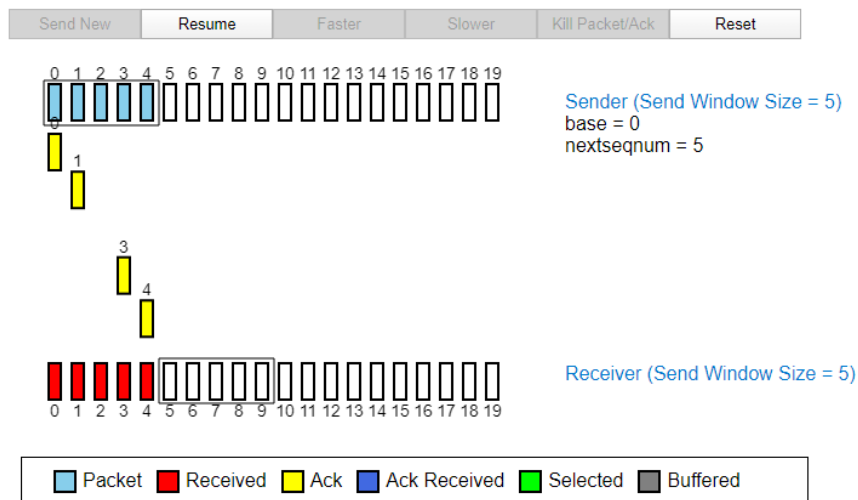 Send New Resume Faster Slower Kill Packet/Ack Reset
0 1 2 3 4 5 6 7 8 9 10 11 12 13 14 15 16 17 18 19
Sender (Send Window Size = 5)
base = 0
nextseqnum = 5
0
1
3
4
Receiver (Send Window Size = 5)
0 1 2 3 4 5 6 7 8 9 10 11 12 13 14 15 16 17 18 19
Packet Received Ack Ack Received Selected Buffered